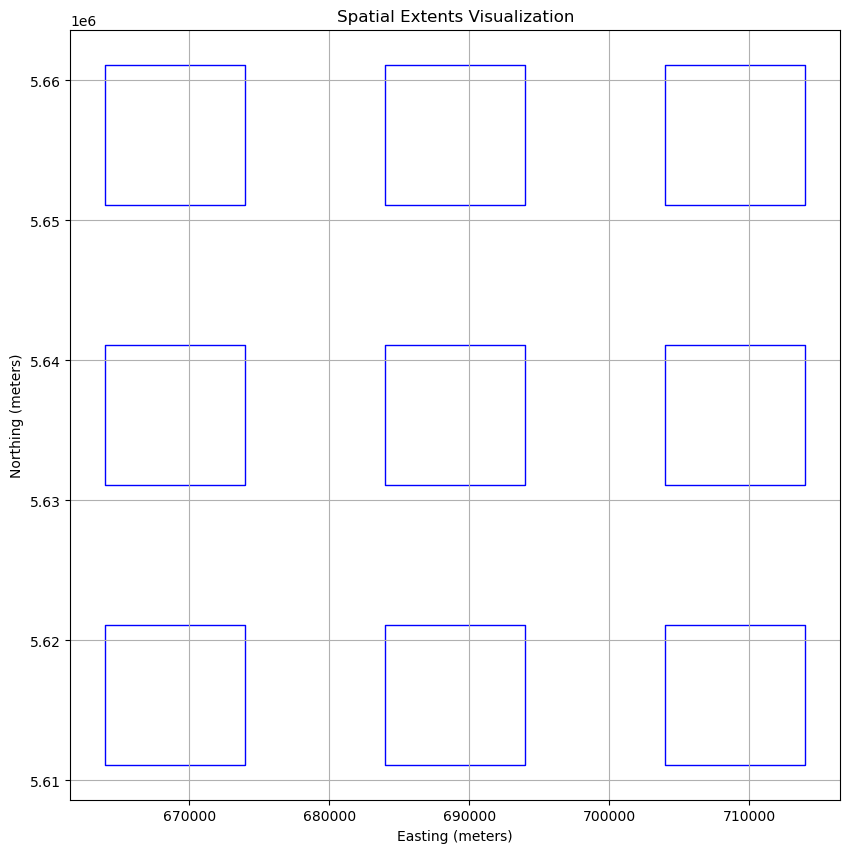 Spatial Extents Visualization
1e6
5.66
5.65
5.64
5.63
5.62
5.61
Northing (meters)
670000 680000 690000 700000 710000
Easting (meters)